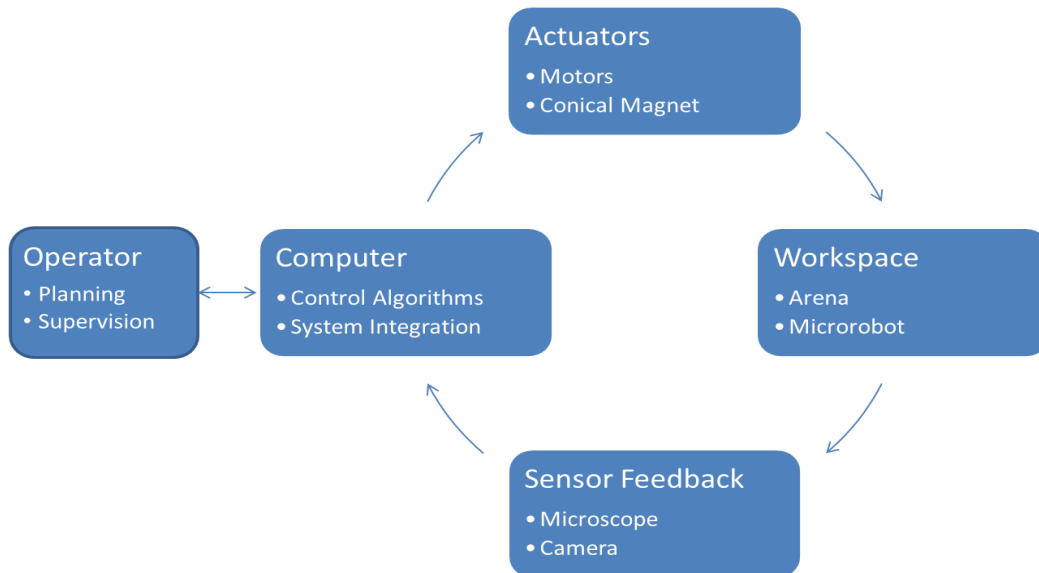 Actuators
• Motors
• Conical Magnet
Operator
• Planning
• Supervision
Computer
• Control Algorithms
• System Integration
Workspace
• Arena
• Microrobot
Sensor Feedback
• Microscope
• Camera